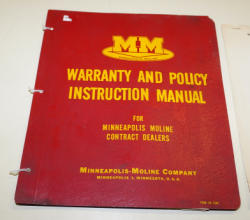 MM
WARRANTY AND POLICY
INSTRUCTION MANUAL
FOR
MINNEAPOLIS MOLINE
CONTRACT DEALERS
MINNEAPOLIS-MOLINE COMPANY
MINNEAPOLIS 1, MINNESOTA, U.S.A.